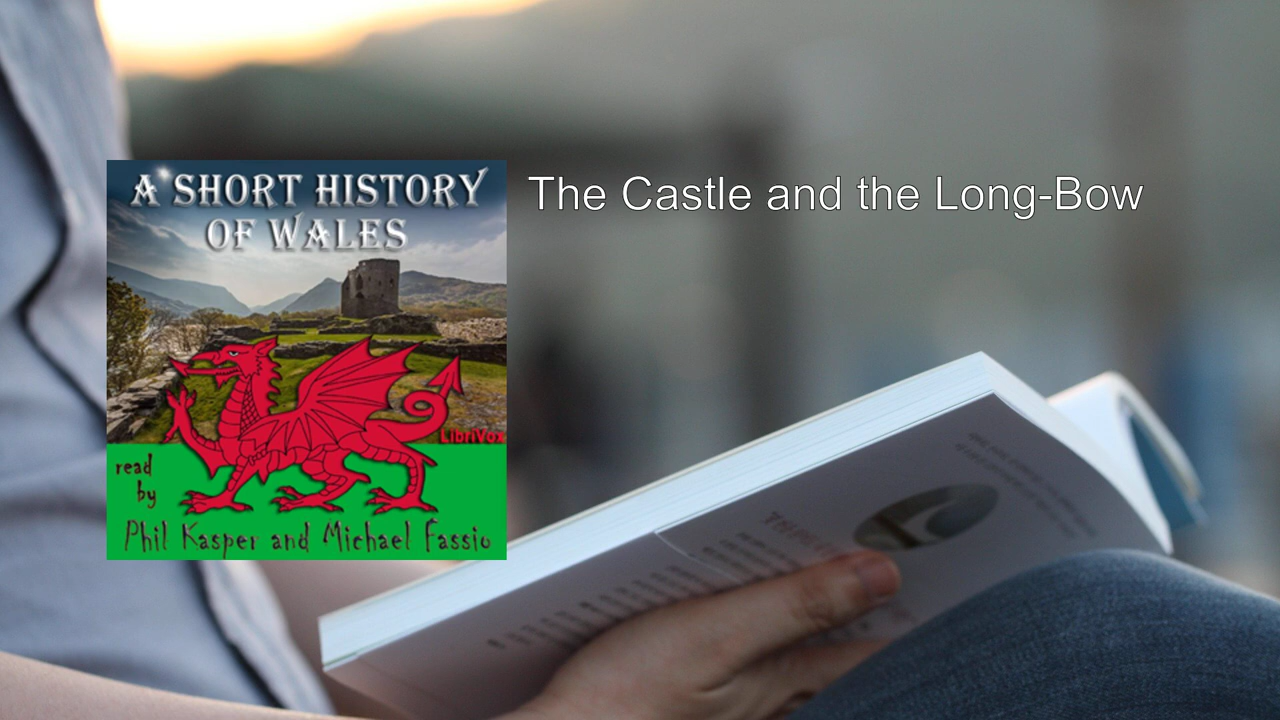 A SHORT HISTORY
OF WALES
The Castle and the Long-Bow
LibriVox
read
by
Phil Kasper and Michael Fassio